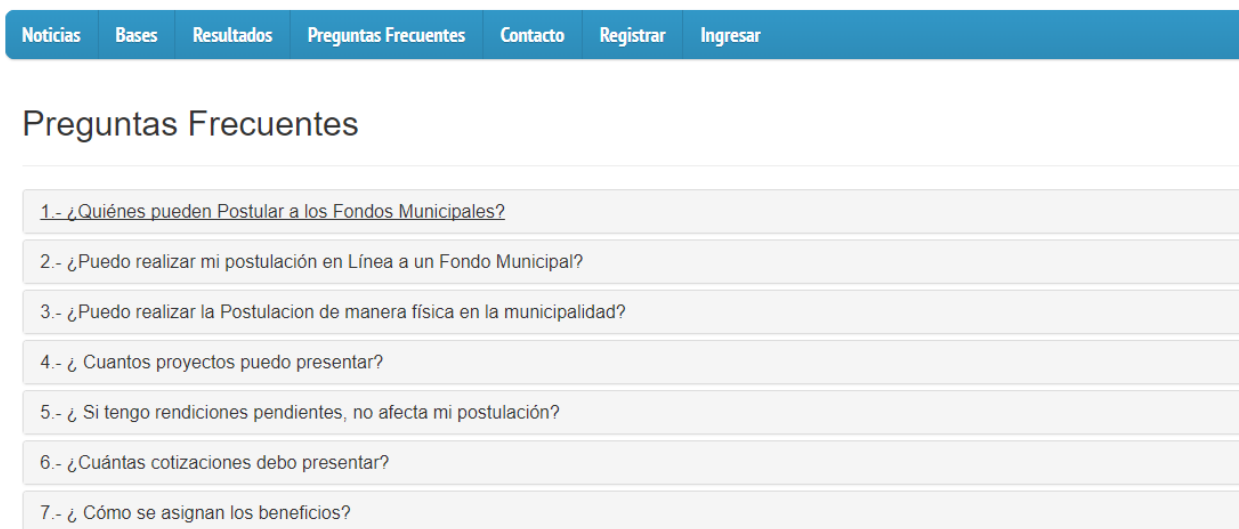 Noticias Bases Resultados Preguntas Frecuentes Contacto Registrar Ingresar
Preguntas Frecuentes
1.- ¿Quiénes pueden Postular a los Fondos Municipales?
2.- ¿Puedo realizar mi postulación en Línea a un Fondo Municipal?
3.- ¿Puedo realizar la Postulacion de manera física en la municipalidad?
4.- ¿ Cuantos proyectos puedo presentar?
5.- ¿ Si tengo rendiciones pendientes, no afecta mi postulación?
6.- ¿Cuántas cotizaciones debo presentar?
7.- ¿ Cómo se asignan los beneficios?